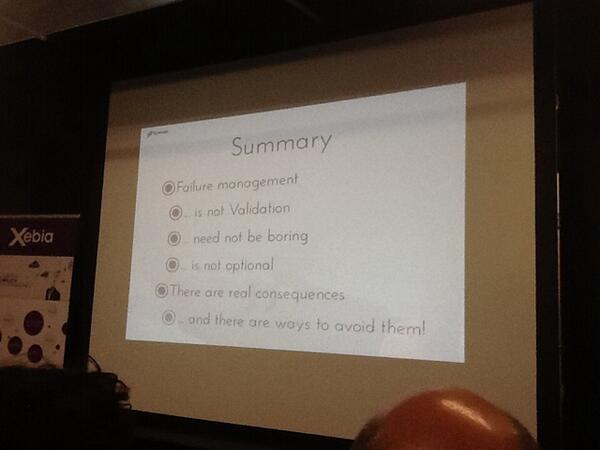 Summary
Failure management
... is not Validation
... need not be boring
... is not optional
There are real consequences
... and there are ways to avoid them!
Xebia